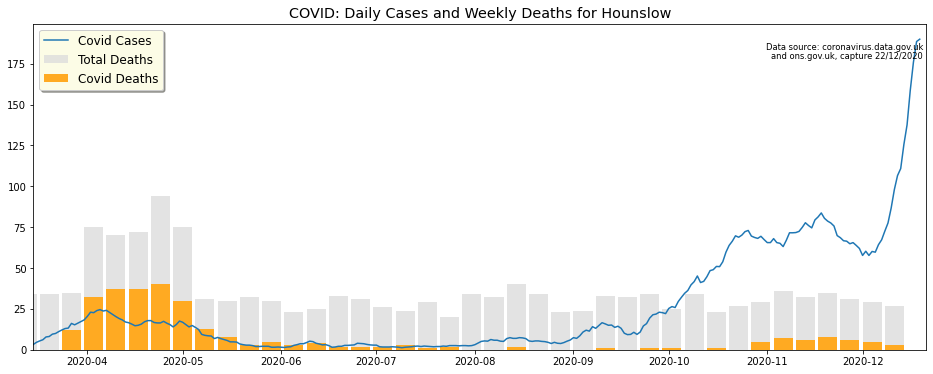 COVID: Daily Cases and Weekly Deaths for Hounslow
Covid Cases
Total Deaths
Covid Deaths
Data source: coronavirus.data.gov.uk
and ons.gov.uk, capture 22/12/2020
175
150
125
100
75
50
25
0
2020-04 2020-05 2020-06 2020-07 2020-08 2020-09 2020-10 2020-11 2020-12